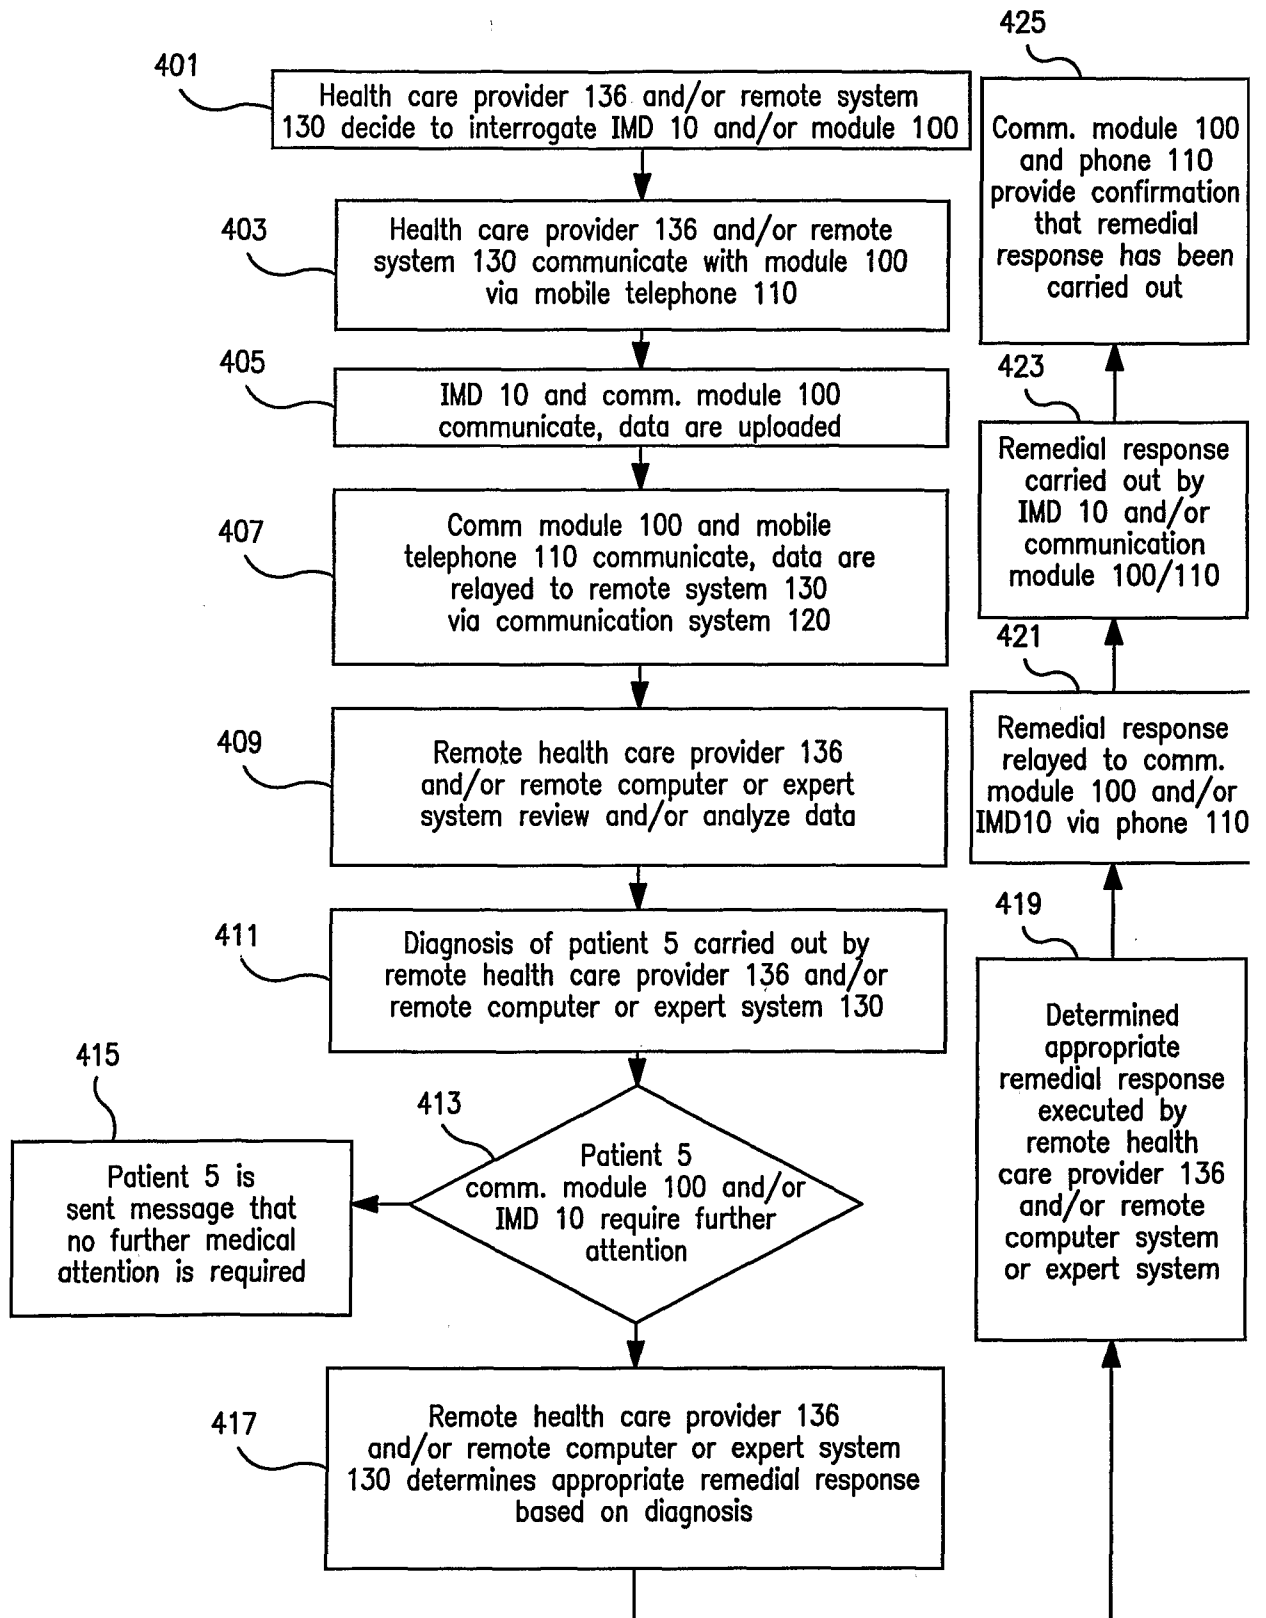 401
Health care provider 136 and/or remote system
130 decide to interrogate IMD 10 and/or module 100
403
Health care provider 136 and/or remote
system 130 communicate with module 100
via mobile telephone 110
405
IMD 10 and comm. module 100
communicate, data are uploaded
407
Comm module 100 and mobile
telephone 110 communicate, data are
relayed to remote system 130
via communication system 120
409
Remote health care provider 136
and/or remote computer or expert
system review and/or analyze data
411
Diagnosis of patient 5 carried out by
remote health care provider 136 and/or
remote computer or expert system 130
413
Patient 5
comm. module 100 and/or
IMD 10 require further
attention
415
Patient 5 is
sent message that
no further medical
attention is required
417
Remote health care provider 136
and/or remote computer or expert system
130 determines appropriate remedial response
based on diagnosis
419
Determined
appropriate
remedial response
executed by
remote health
care provider 136
and/or remote
computer system
or expert system
421
Remedial response
relayed to comm.
module 100 and/or
IMD10 via phone 110
423
Remedial response
carried out by
IMD 10 and/or
communication
module 100/110
425
Comm. module 100
and phone 110
provide confirmation
that remedial
response has been
carried out